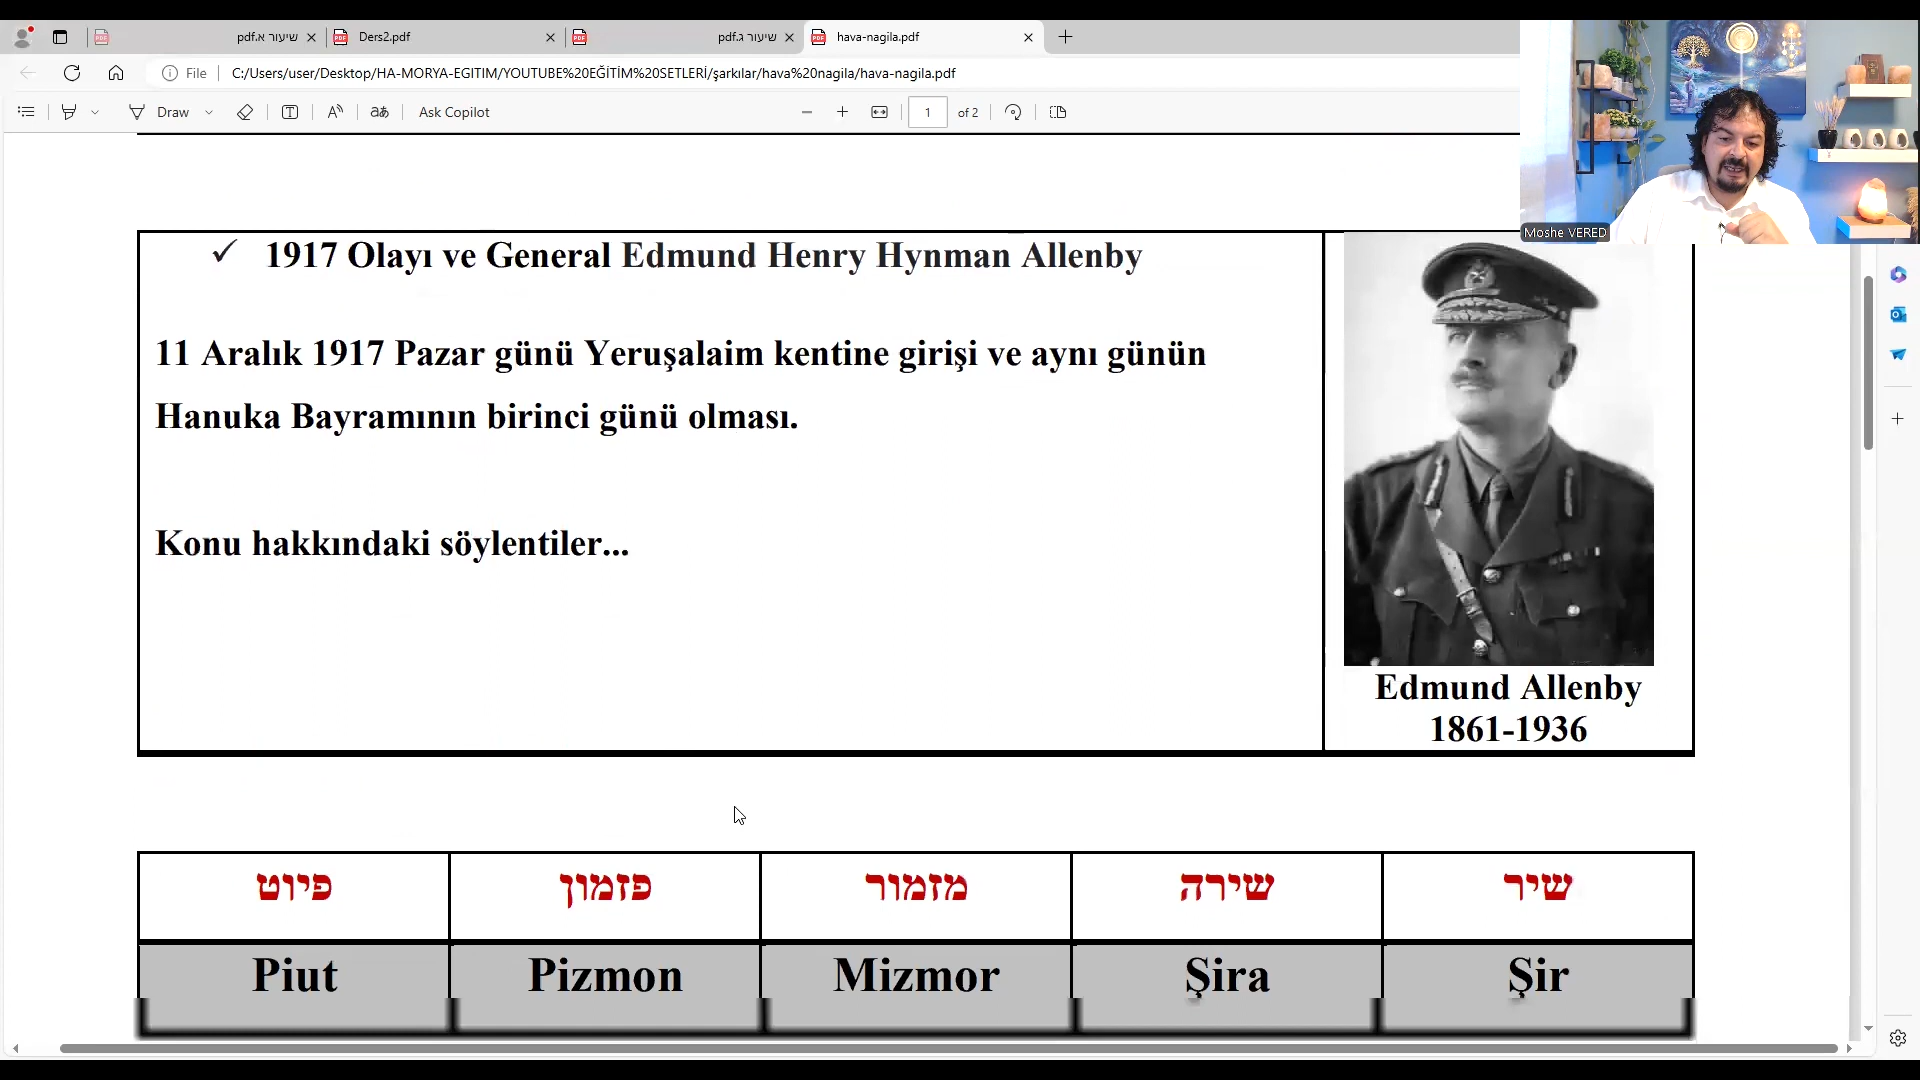 שיעור א.pdf
Ders2.pdf
שיעור ג.pdf
hava-nagila.pdf
File
C:/Users/user/Desktop/HA-MORYA-EGITIM/YOUTUBE%20EĞİTİM%20SETLERİ/şarkılar/hava%20nagila/hava-nagila.pdf
Draw
Ask Copilot
1 of 2
Moshe VERED
✓ 1917 Olayı ve General Edmund Henry Hynman Allenby
11 Aralık 1917 Pazar günü Yeruşalaim kentine girişi ve aynı günün
Hanuka Bayramının birinci günü olması.
Konu hakkındaki söylentiler...
Edmund Allenby
1861-1936
פיוט פזמון מזמור שירה שיר
Piut Pizmon Mizmor Şira Şir